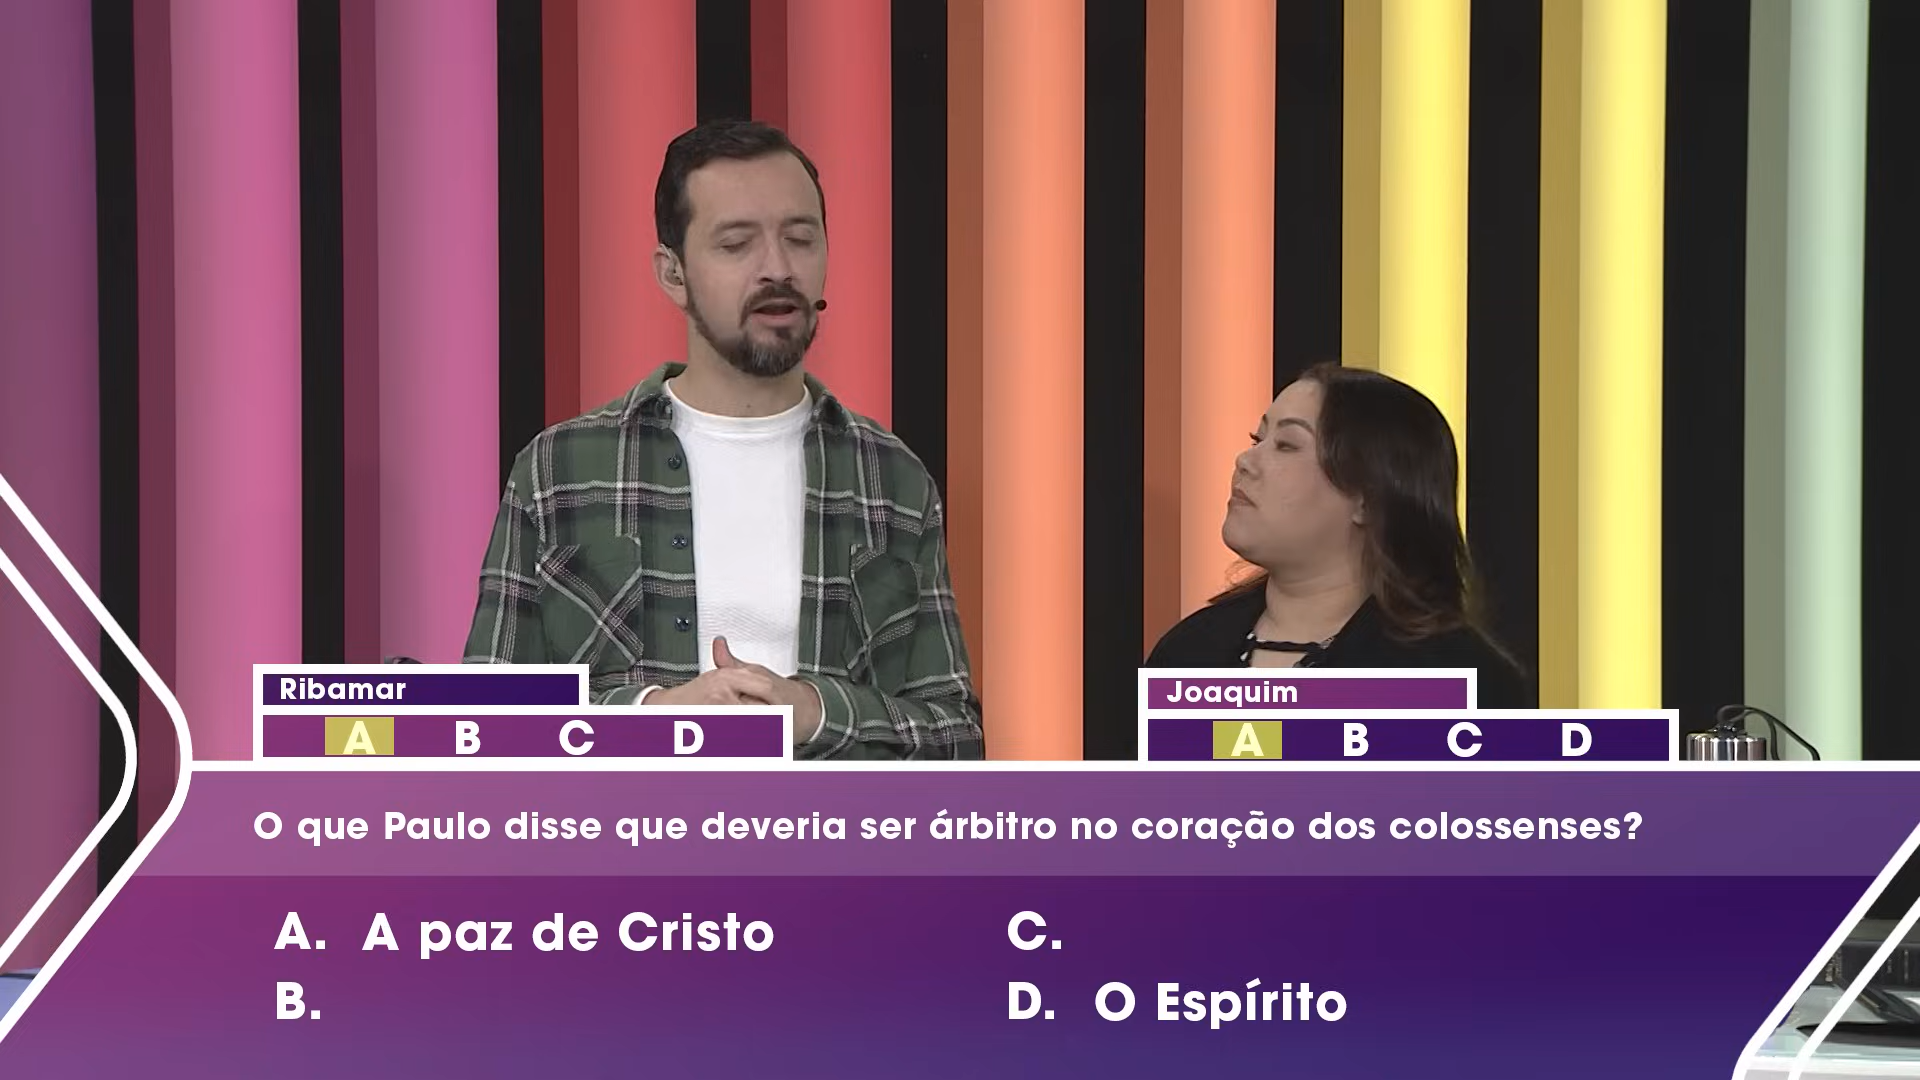 Ribamar
A B C D
Joaquim
A B C D
O que Paulo disse que deveria ser árbitro no coração dos colossenses?
A. A paz de Cristo
B.
C.
D. O Espírito